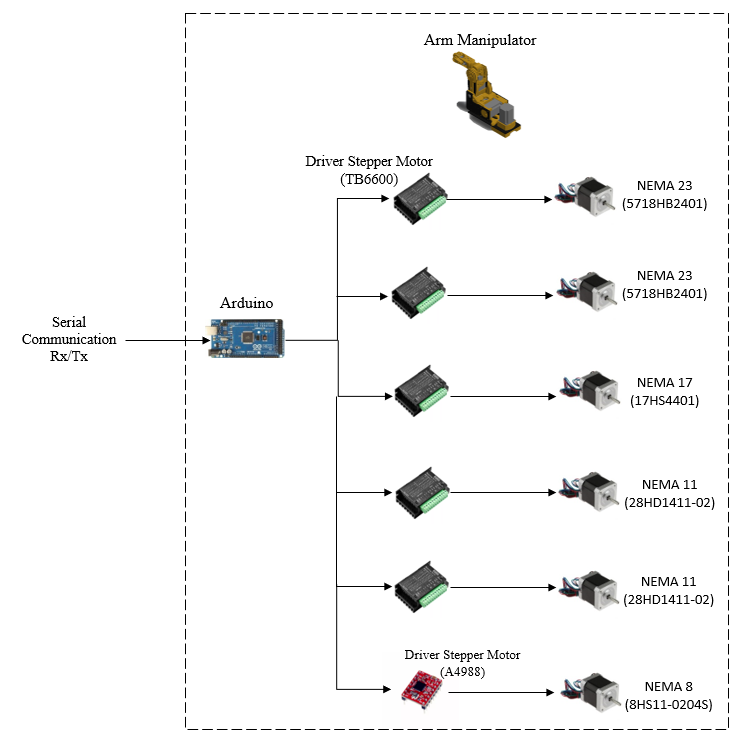 Arm Manipulator
Driver Stepper Motor
(TB6600)
NEMA 23
(5718HB2401)
NEMA 23
(5718HB2401)
Arduino
Serial
Communication
Rx/Tx
NEMA 17
(17HS4401)
NEMA 11
(28HD1411-02)
NEMA 11
(28HD1411-02)
Driver Stepper Motor
(A4988)
NEMA 8
(8HS11-0204S)